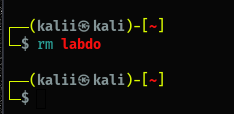 ┌──(kalii㉿kali)-[~]
└─$ rm labdo
┌──(kalii㉿kali)-[~]
└─$